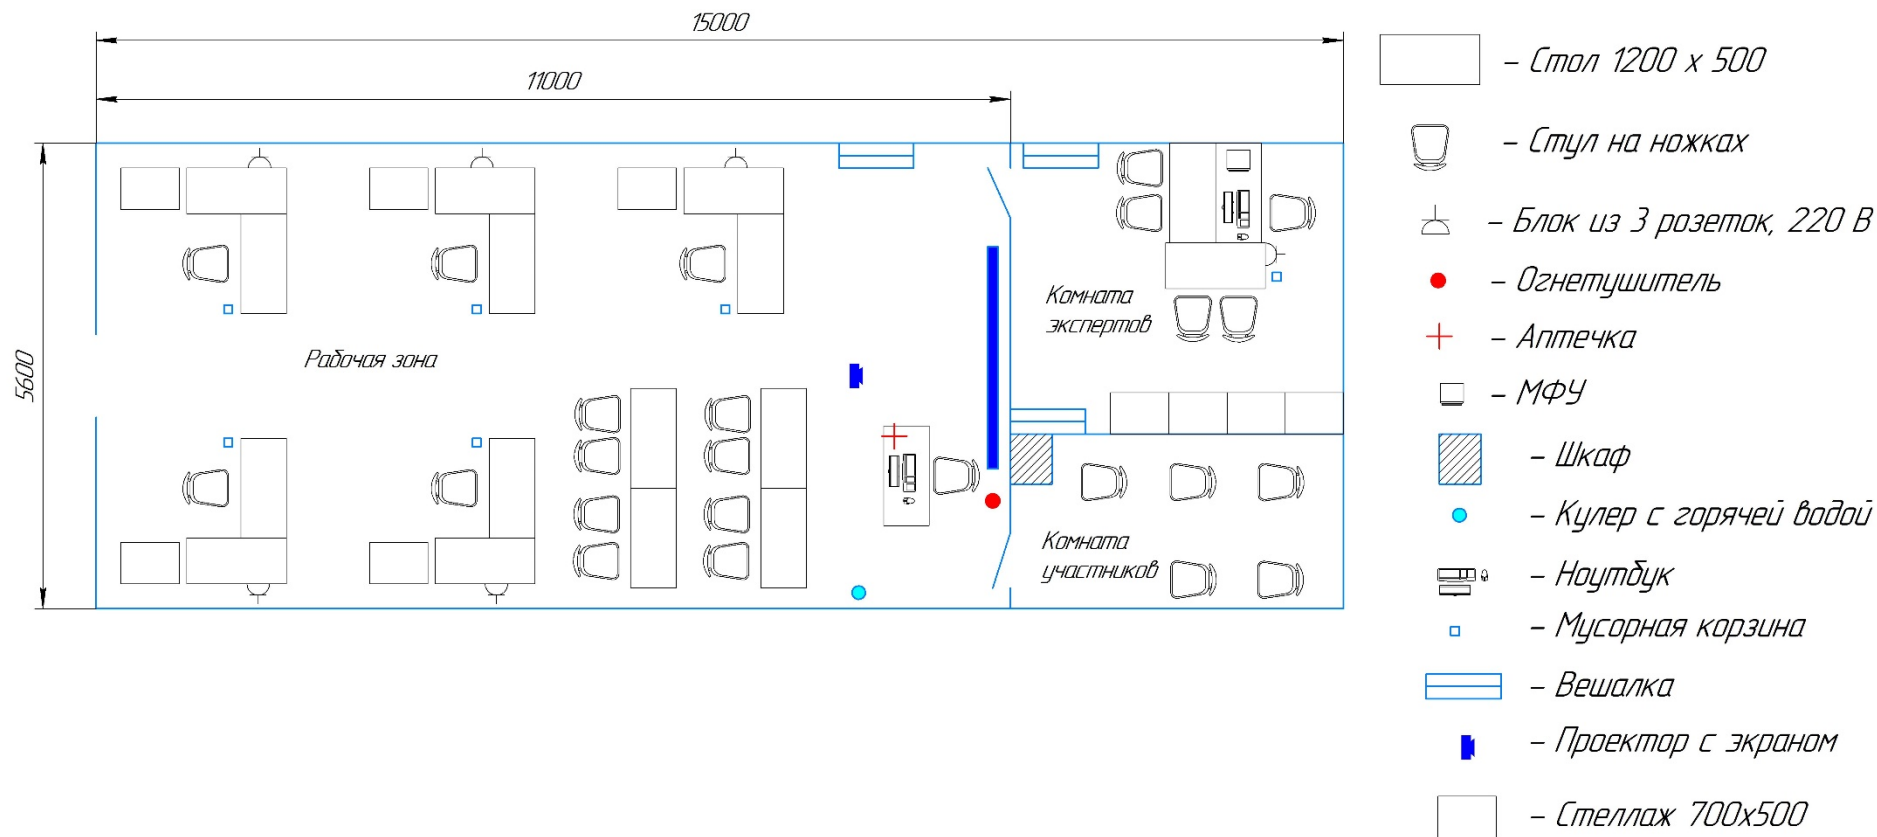 15000
11000
5600
Рабочая зона
Комната
экспертов
Комната
участников
– Стол 1200 х 500
– Стул на ножках
– Блок из 3 розеток, 220 В
– Огнетушитель
– Аптечка
– МФУ
– Шкаф
– Кулер с горячей водой
– Ноутбук
– Мусорная корзина
– Вешалка
– Проектор с экраном
– Стеллаж 700х500